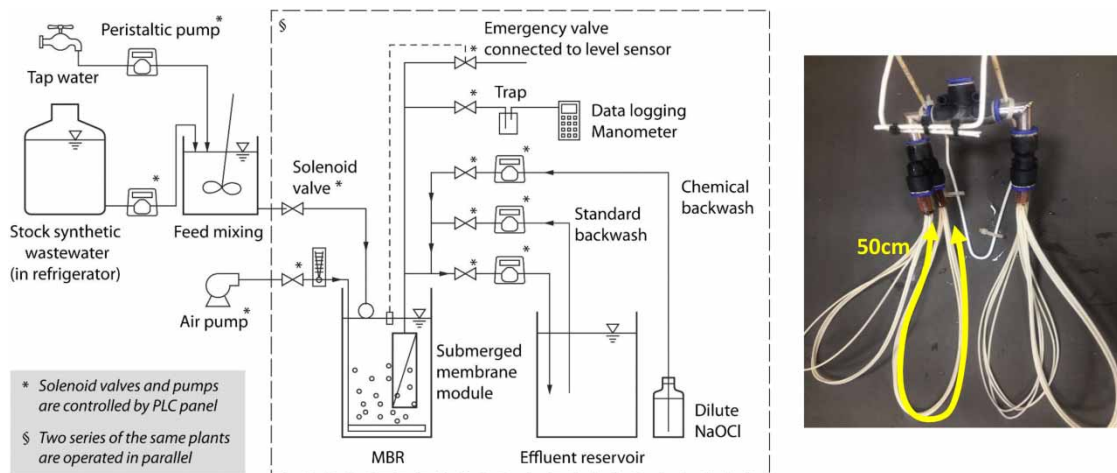 Peristaltic pump*
Tap water
*
Stock synthetic
wastewater
(in refrigerator)
Feed mixing
Solenoid
valve *
*
Air pump*
§
Emergency valve
* connected to level sensor
*
Trap
Data logging
Manometer
* *
Chemical
backwash
* *
Standard
backwash
* *
Submerged
membrane
module
MBR
Effluent reservoir
Dilute
NaOCl
* Solenoid valves and pumps
are controlled by PLC panel
§ Two series of the same plants
are operated in parallel
50cm